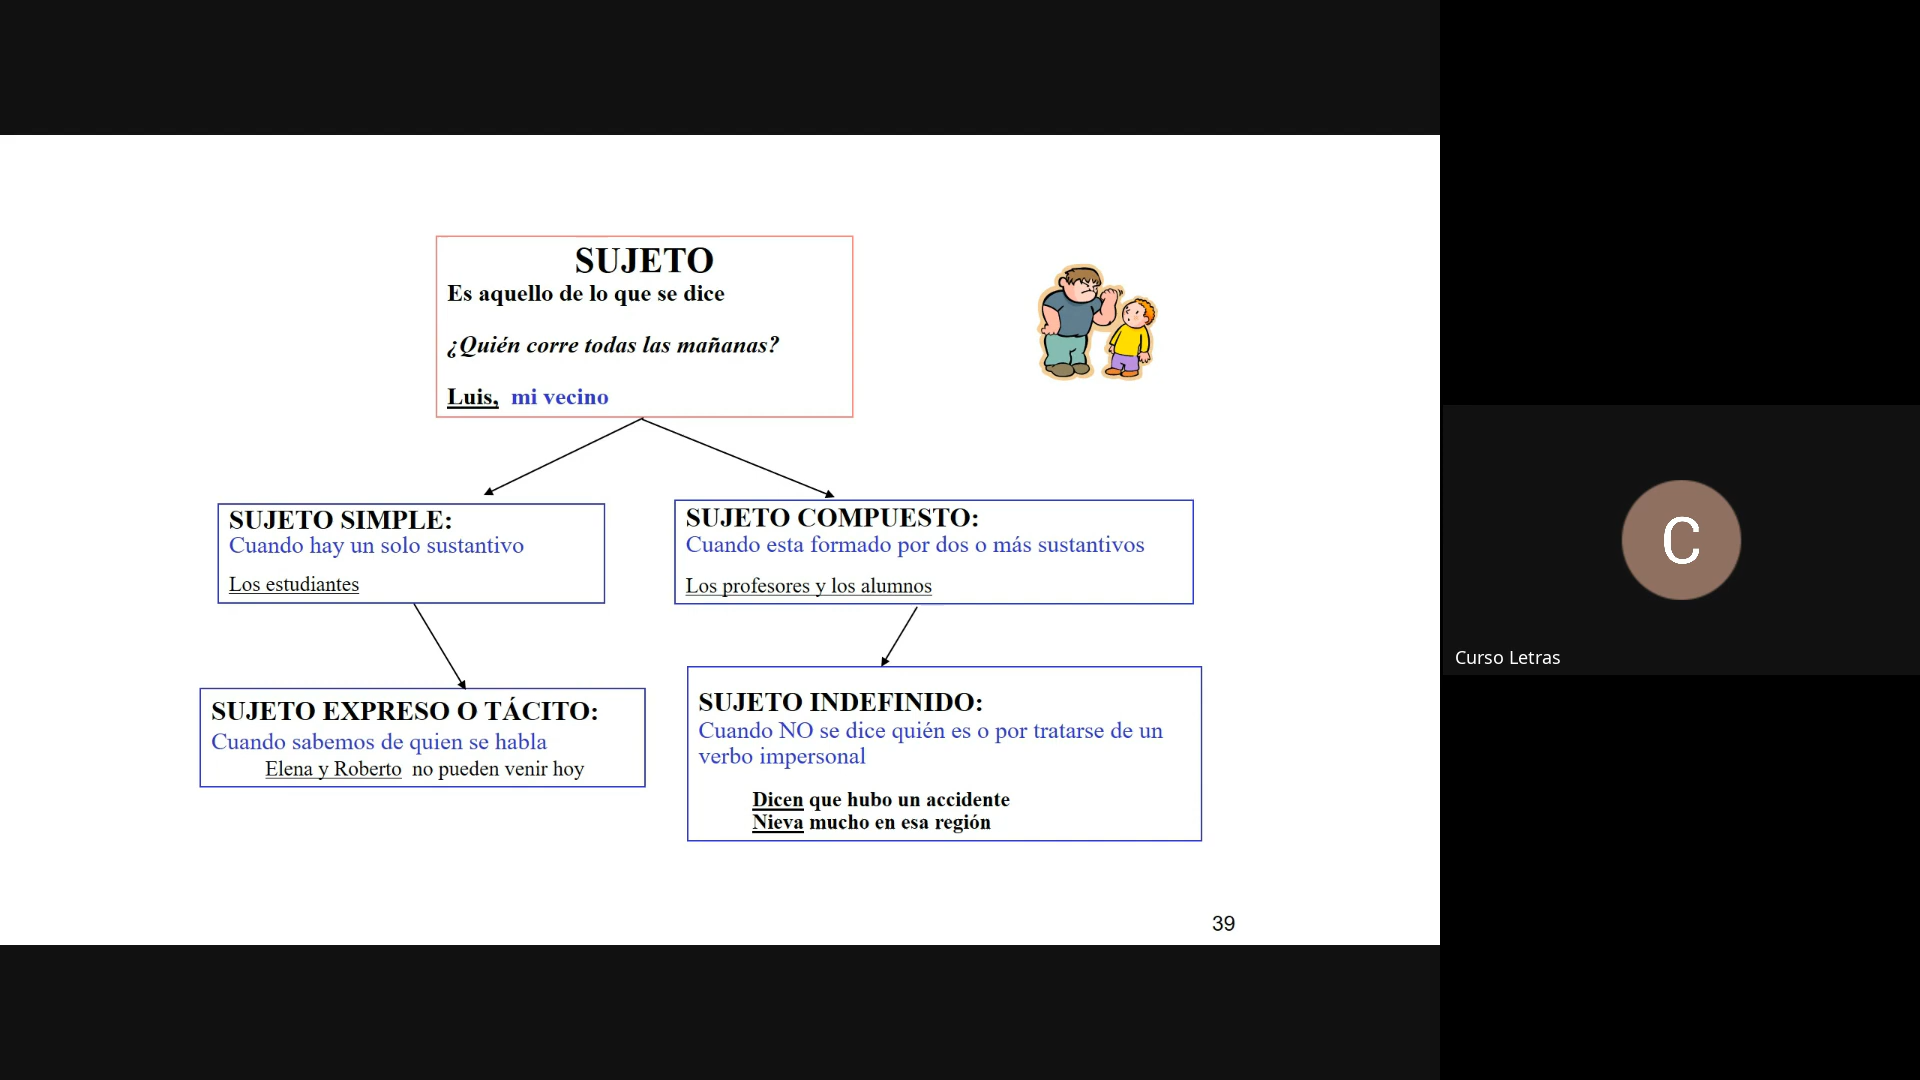 SUJETO
Es aquello de lo que se dice
¿Quién corre todas las mañanas?
Luis, mi vecino
SUJETO SIMPLE:
Cuando hay un solo sustantivo
Los estudiantes
SUJETO COMPUESTO:
Cuando esta formado por dos o más sustantivos
Los profesores y los alumnos
SUJETO EXPRESO O TÁCITO:
Cuando sabemos de quien se habla
Elena y Roberto no pueden venir hoy
SUJETO INDEFINIDO:
Cuando NO se dice quién es o por tratarse de un
verbo impersonal
Dicen que hubo un accidente
Nieva mucho en esa región
39
C
Curso Letras